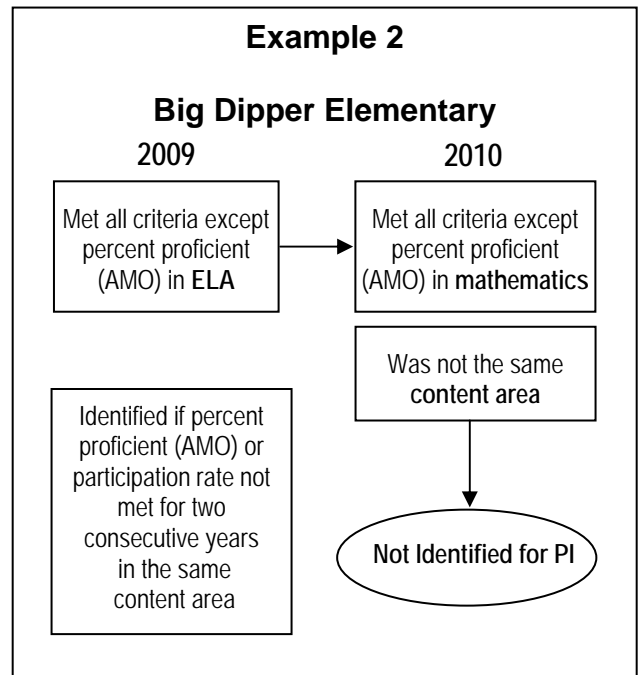 Example 2
Big Dipper Elementary
2009
2010
Met all criteria except
percent proficient
(AMO) in ELA
Met all criteria except
percent proficient
(AMO) in mathematics
Was not the same
content area
Identified if percent
proficient (AMO) or
participation rate not
met for two
consecutive years
in the same
content area
Not Identified for PI